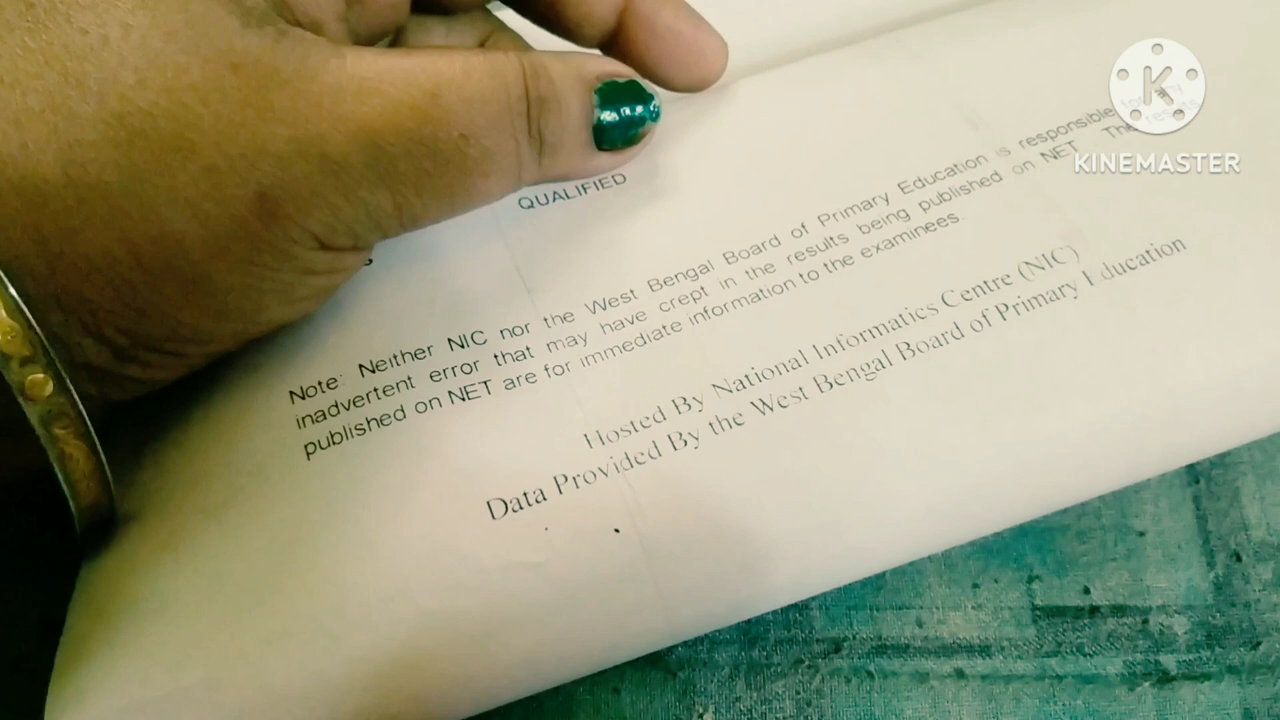 QUALIFIED
Note: Neither NIC nor the West Bengal Board of Primary Education is responsible
inadvertent error that may have crept in the results being published on NET The results
published on NET are for immediate information to the examinees
Hosted By National Informatics Centre (NIC)
Data Provided By the West Bengal Board of Primary Education
K
KINEMASTER